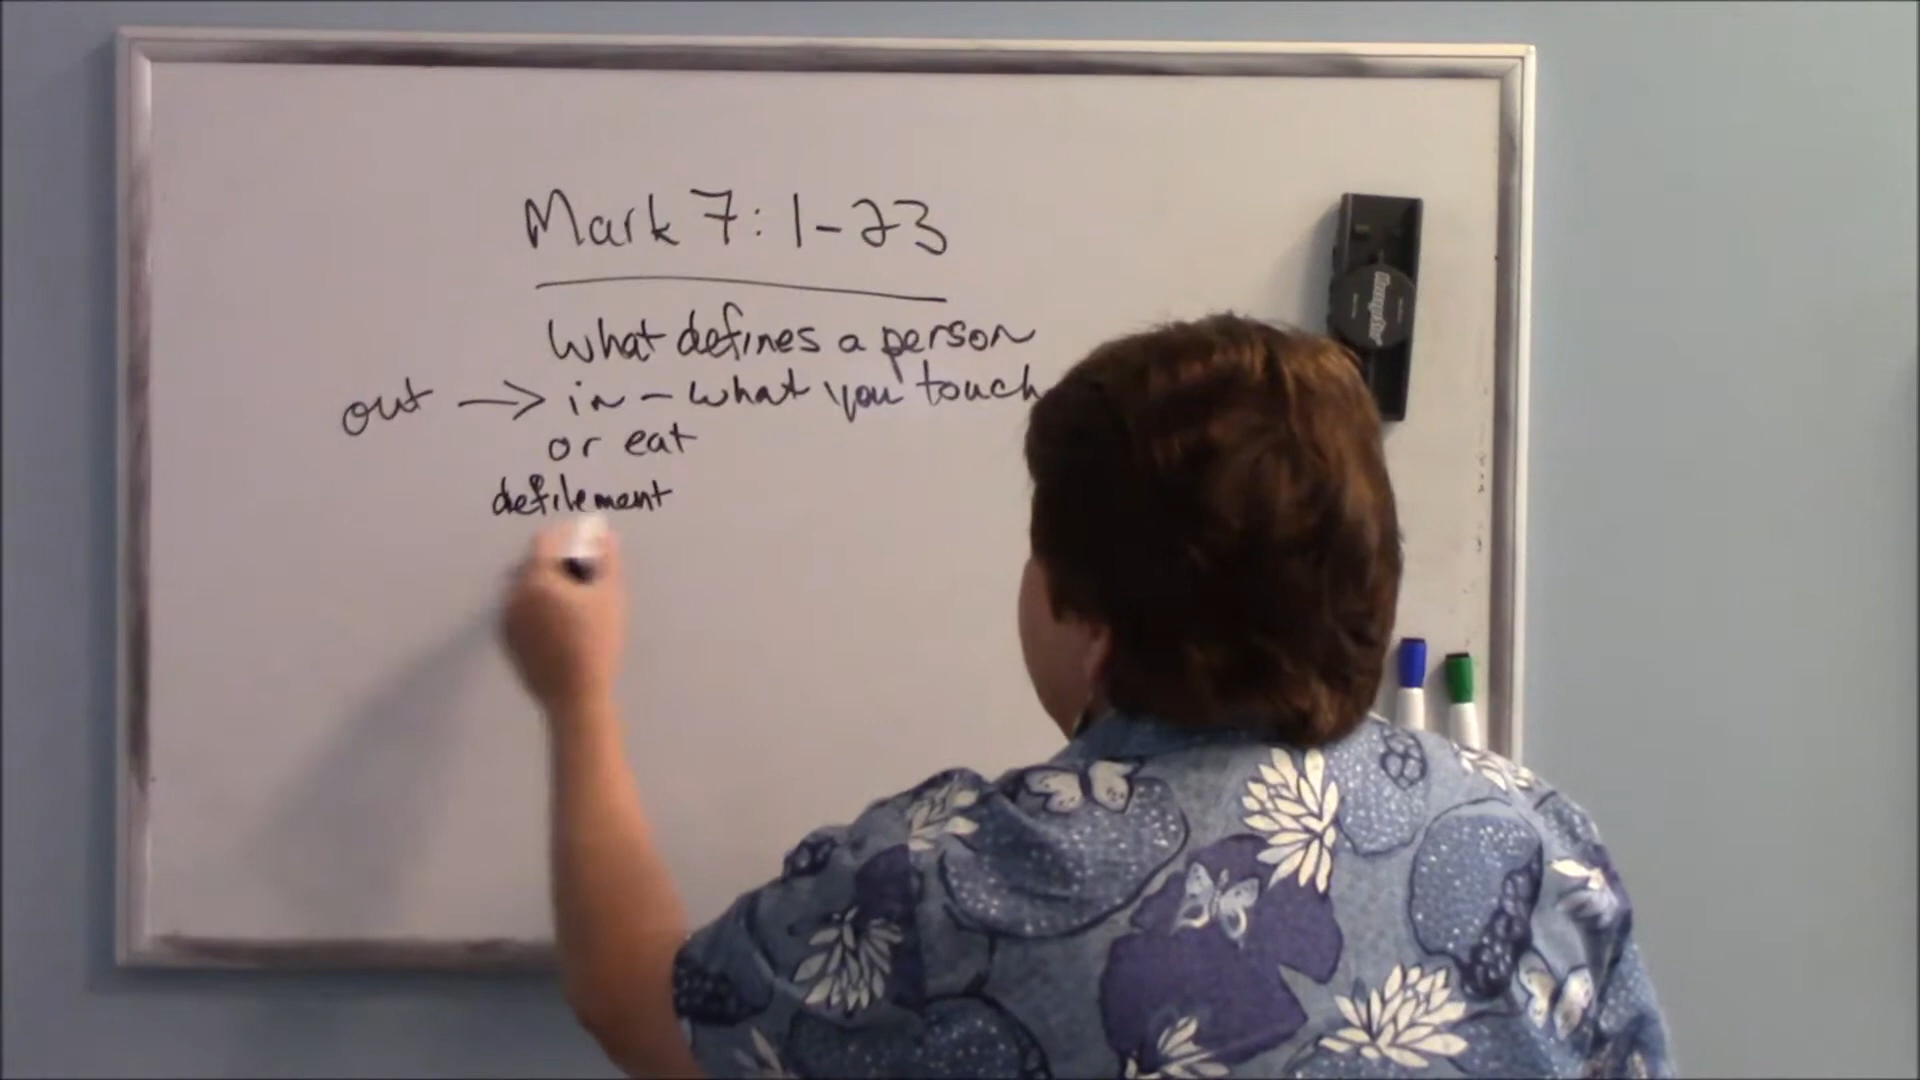 Mark 7:1-23
What defines a person
out → in - what you touch
or eat
defilement